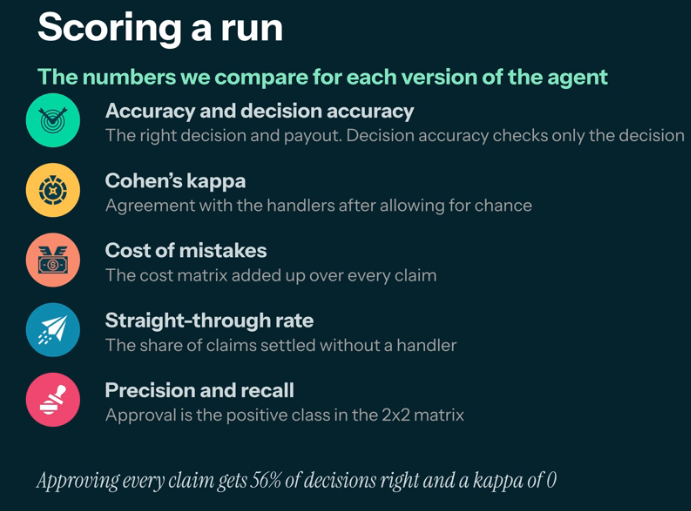 Scoring a run
The numbers we compare for each version of the agent
Accuracy and decision accuracy
The right decision and payout. Decision accuracy checks only the decision
Cohen’s kappa
Agreement with the handlers after allowing for chance
Cost of mistakes
The cost matrix added up over every claim
Straight-through rate
The share of claims settled without a handler
Precision and recall
Approval is the positive class in the 2x2 matrix
Approving every claim gets 56% of decisions right and a kappa of 0